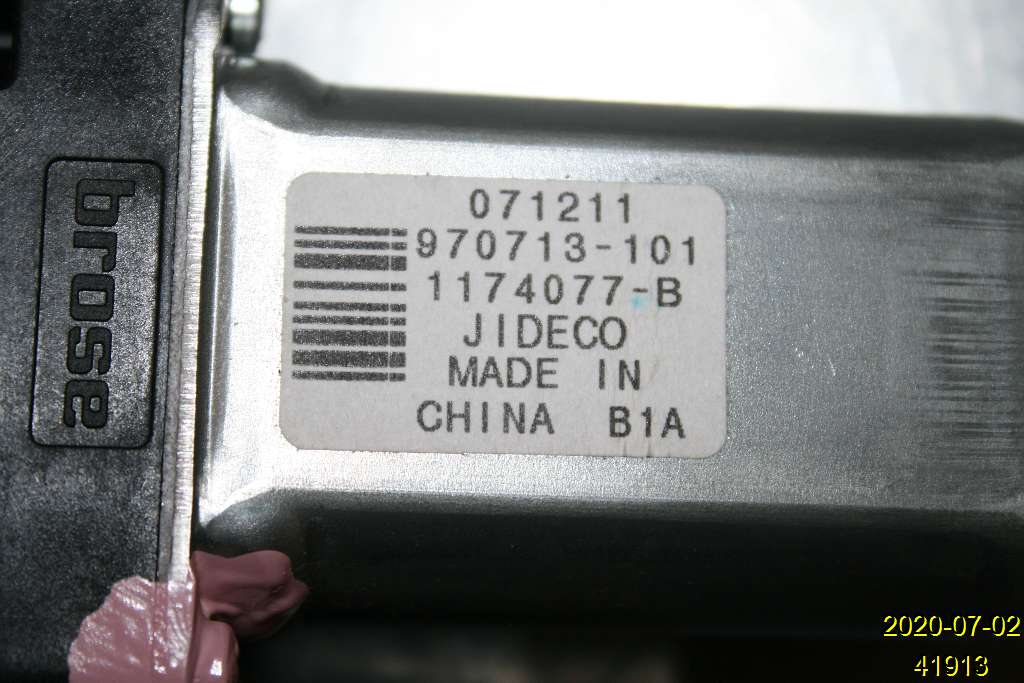 brose
071211
970713-101
1174077-B
JIDECO
MADE IN
CHINA B1A
2020-07-02
41913